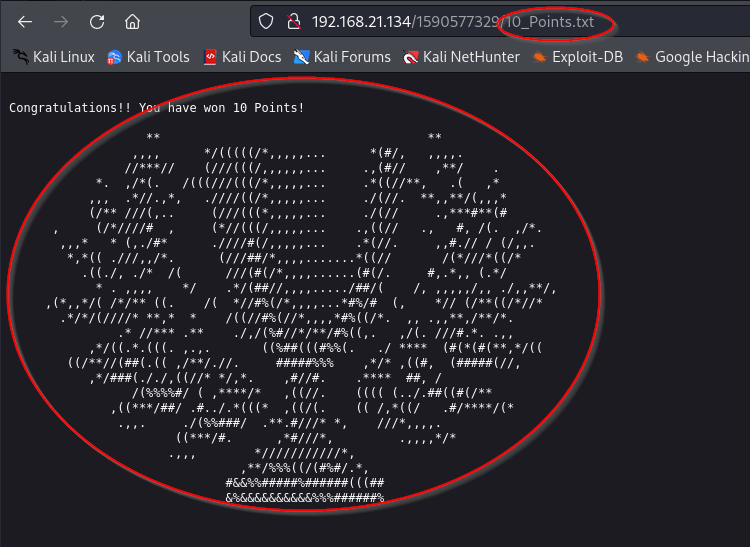 192.168.21.134/1590577329/10_Points.txt
Kali Linux Kali Tools Kali Docs Kali Forums Kali NetHunter Exploit-DB Google Hackin
Congratulations!! You have won 10 Points!